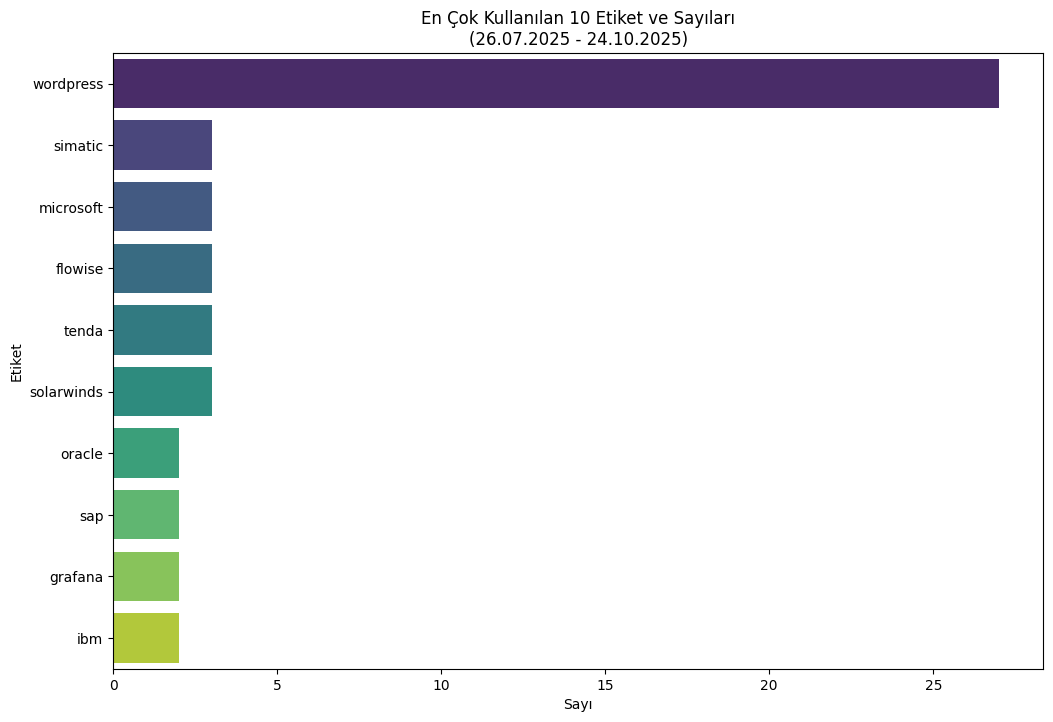 En Çok Kullanılan 10 Etiket ve Sayıları
(26.07.2025 - 24.10.2025)
wordpress
simatic
microsoft
flowise
tenda
solarwinds
oracle
sap
grafana
ibm
Etiket
0 5 10 15 20 25
Sayı